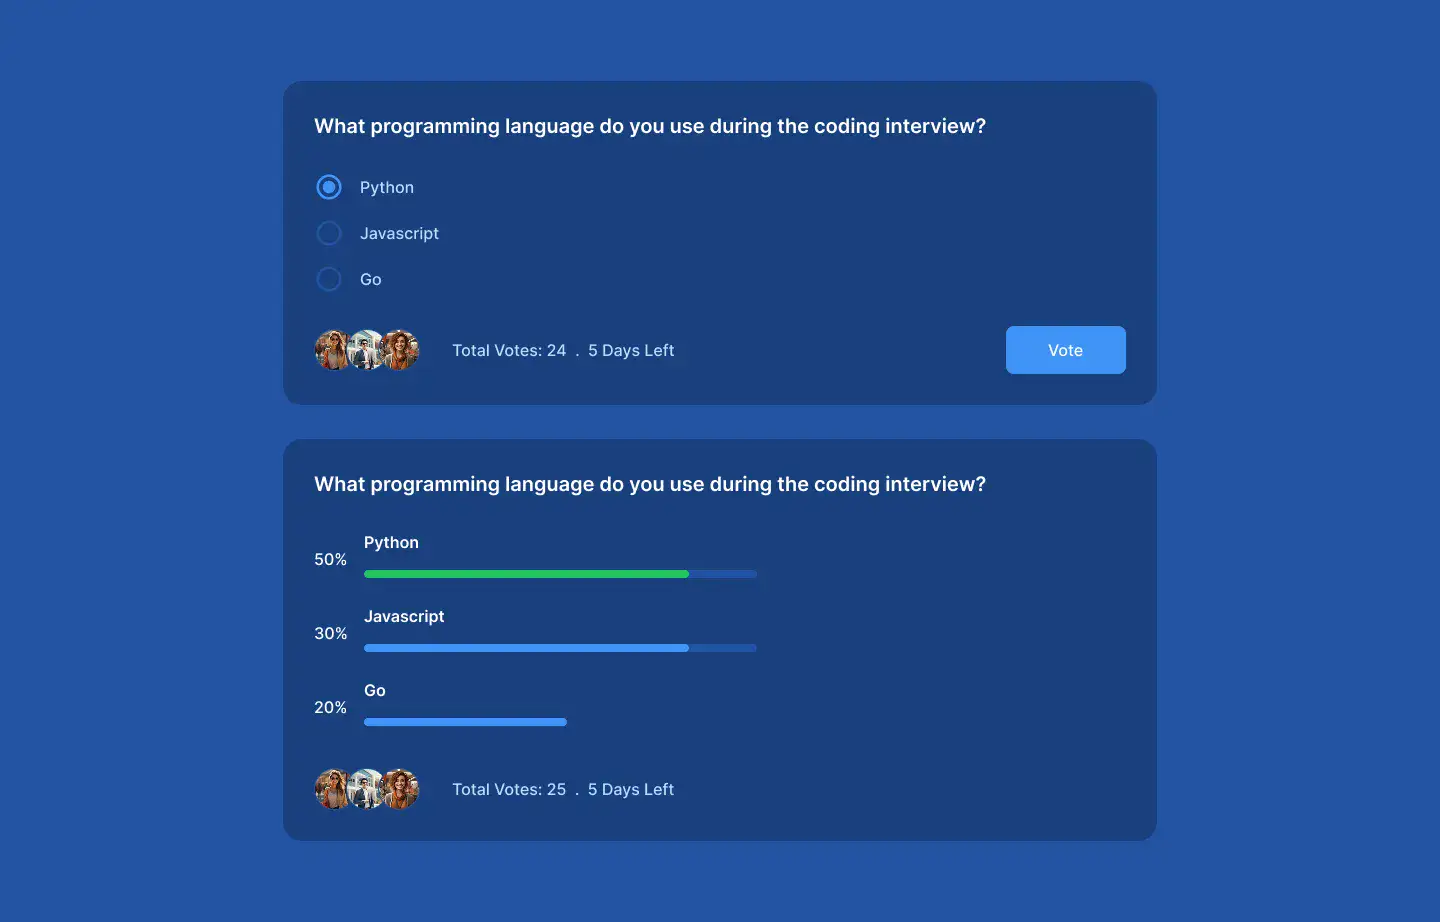 What programming language do you use during the coding interview?
Python
Javascript
Go
Total Votes: 24 . 5 Days Left
Vote
What programming language do you use during the coding interview?
Python
50%
Javascript
30%
Go
20%
Total Votes: 25 . 5 Days Left